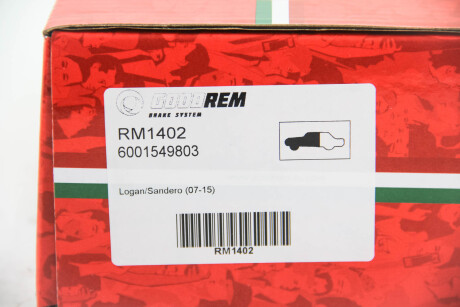 GOODREM
BRAKE SYSTEM
RM1402
6001549803
Logan/Sandero (07-15)
RM1402